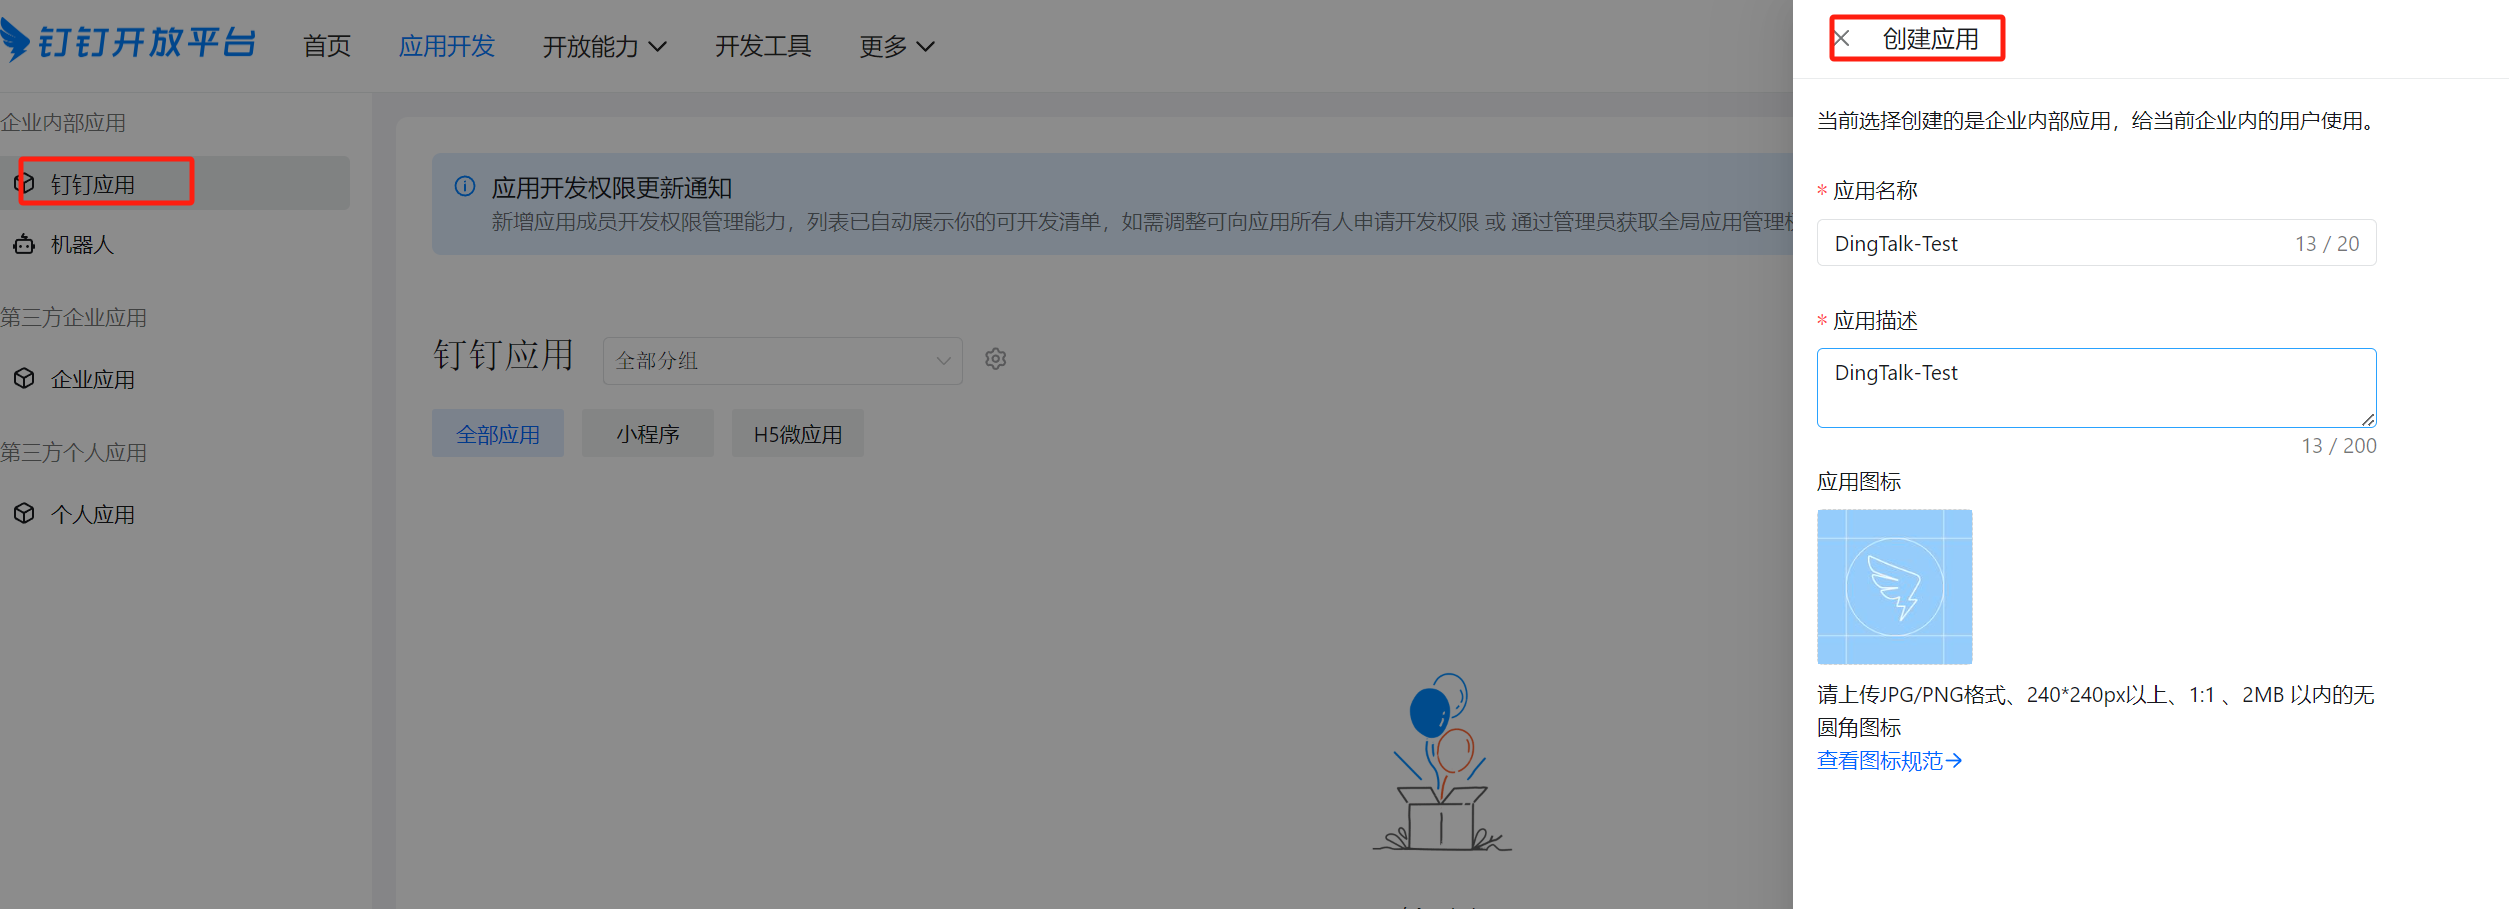 钉钉开放平台
首页
应用开发
开放能力
开发工具
更多
企业内部应用
钉钉应用
机器人
第三方企业应用
企业应用
第三方个人应用
个人应用
应用开发权限更新通知
新增应用成员开发权限管理能力，列表已自动展示你的可开发清单，如需调整可向应用所有人申请开发权限 或 通过管理员获取全局应用管理
钉钉应用
全部分组
全部应用
小程序
H5微应用
创建应用
当前选择创建的是企业内部应用，给当前企业内的用户使用。
* 应用名称
DingTalk-Test
13 / 20
* 应用描述
DingTalk-Test
13 / 200
应用图标
请上传JPG/PNG格式、240*240px以上、1:1 、2MB 以内的无
圆角图标
查看图标规范→